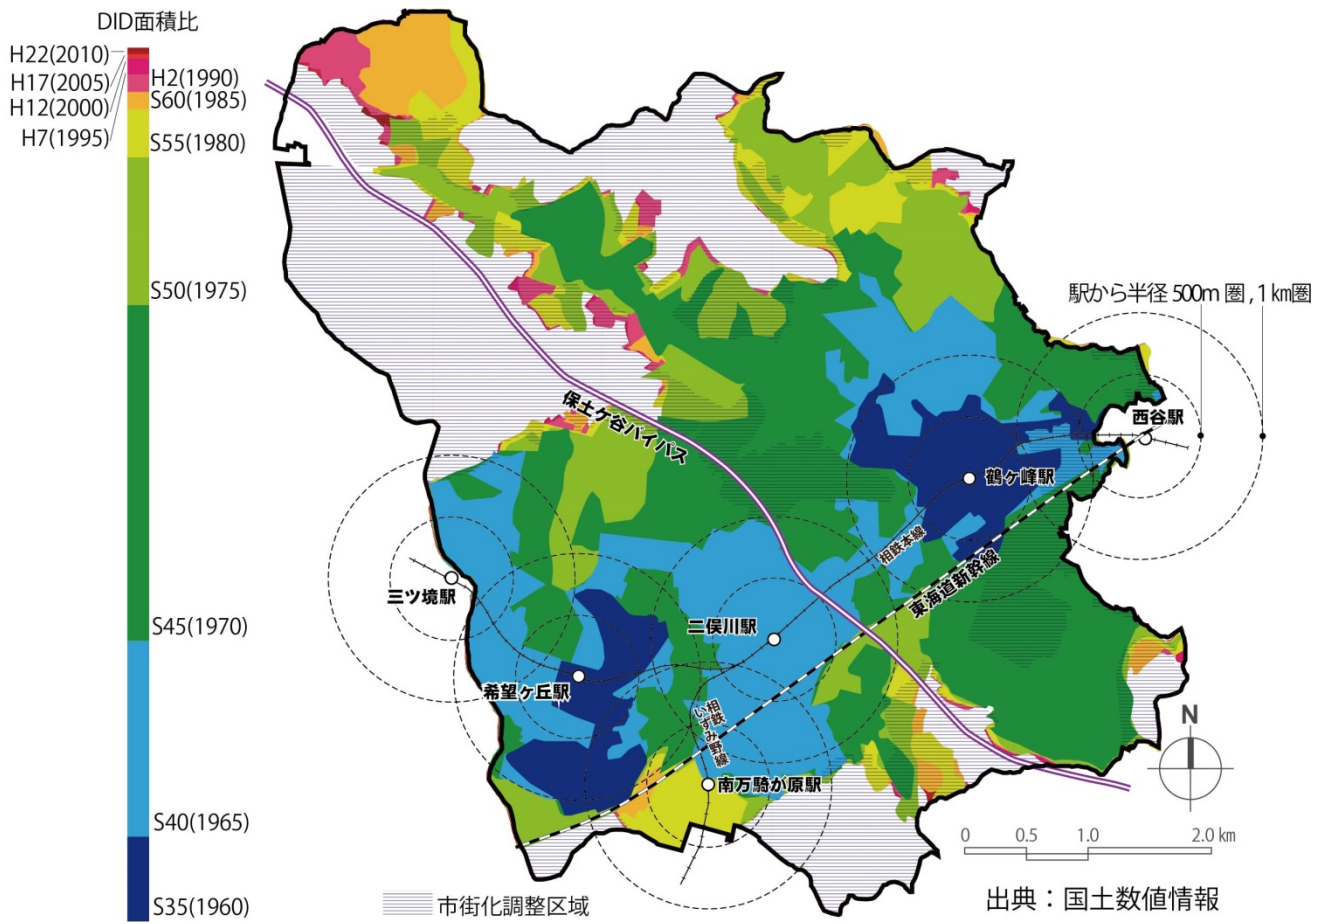 DID面積比
H22(2010)
H17(2005)
H12(2000)
H7(1995)
H2(1990)
S60(1985)
S55(1980)
S50(1975)
S45(1970)
S40(1965)
S35(1960)
駅から半径 500m 圏 , 1 km圏
保土ケ谷バイパス
西谷駅
鶴ヶ峰駅
相鉄本線
東海道新幹線
三ツ境駅
二俣川駅
希望ヶ丘駅
相鉄
いずみ野線
南万騎が原駅
N
0 0.5 1.0 2.0 km
市街化調整区域
出典：国土数値情報